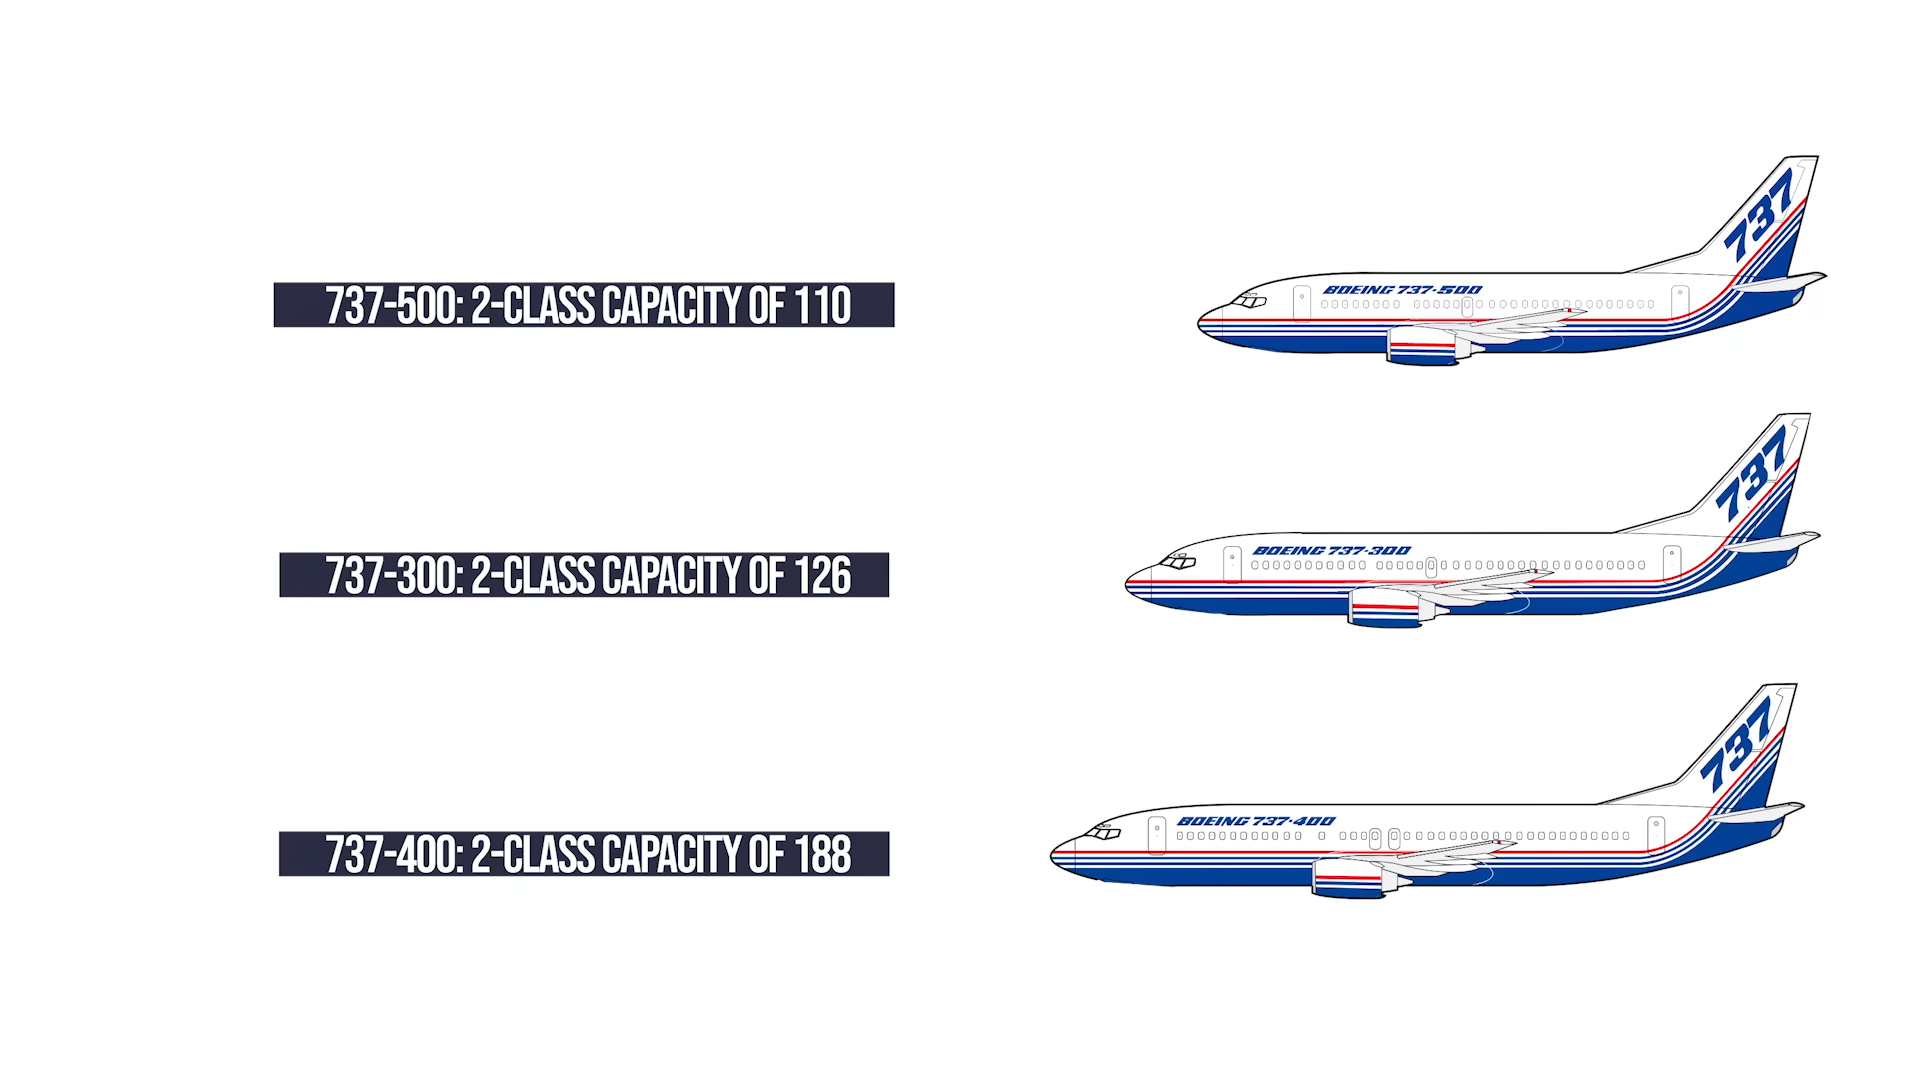 737
737-500: 2-CLASS CAPACITY OF 110
BOEING 737-500
737
737-300: 2-CLASS CAPACITY OF 126
BOEING 737-300
737
737-400: 2-CLASS CAPACITY OF 188
BOEING 737-400